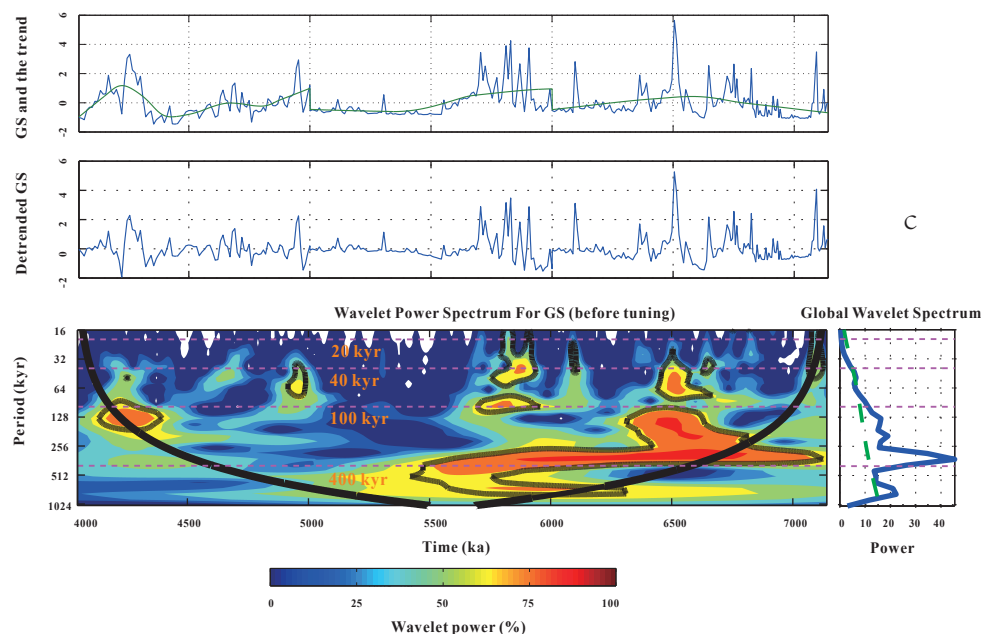 GS and the trend
6
4
2
0
-2
Detrended GS
6
4
2
0
-2
C
Wavelet Power Spectrum For GS (before tuning)
Global Wavelet Spectrum
Period (kyr)
16
32
64
128
256
512
1024
20 kyr
40 kyr
100 kyr
400 kyr
4000 4500 5000 5500 6000 6500 7000
Time (ka)
0 10 20 30 40
Power
0 25 50 75 100
Wavelet power (%)